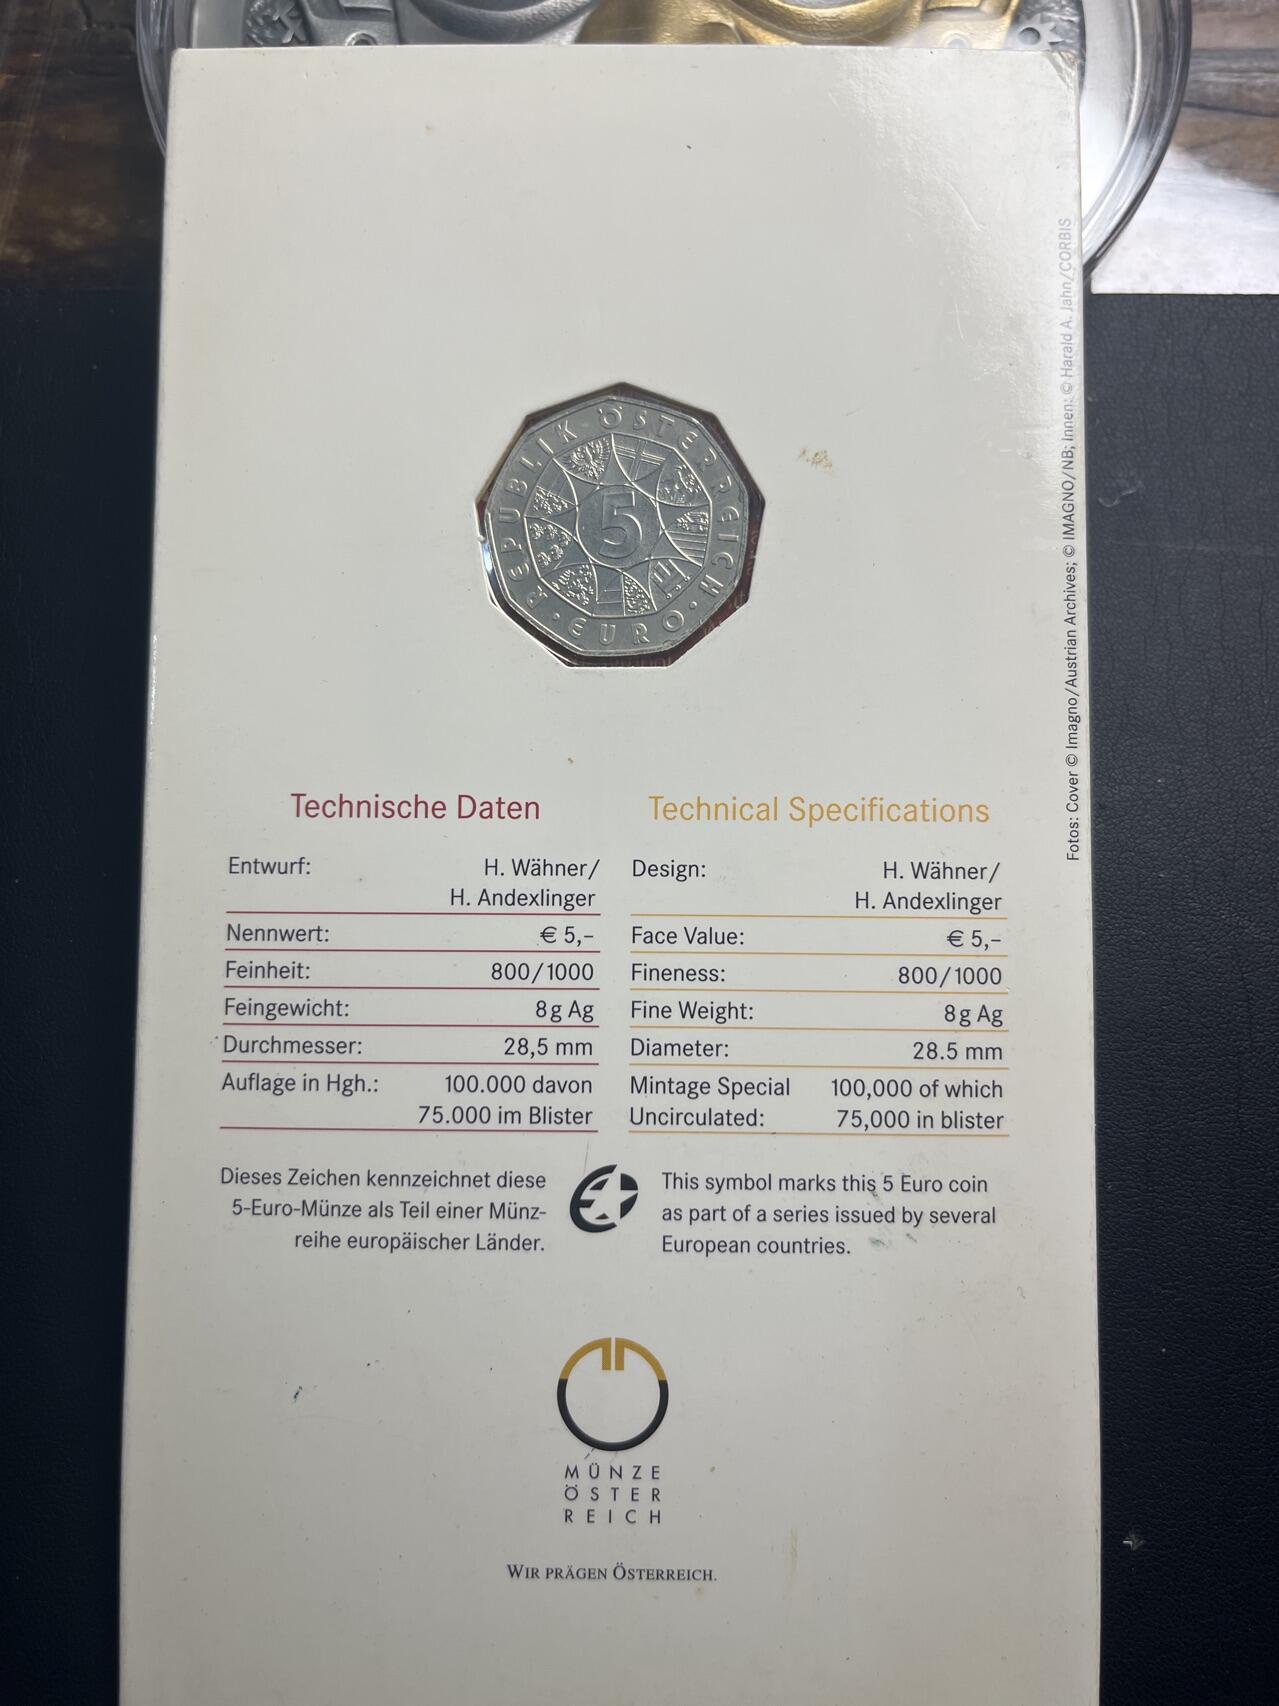 REPUBLIK ÖSTERREICH
· EURO ·
5
Fotos: Cover © Imagno/Austrian Archives; © IMAGNO/NB; Innen: © Harald A. Jahn/CORBIS
Technische Daten
Entwurf: H. Wähner/
H. Andexlinger
Nennwert: € 5,–
Feinheit: 800/1000
Feingewicht: 8g Ag
Durchmesser: 28,5 mm
Auflage in Hgh.: 100.000 davon
75.000 im Blister
Technical Specifications
Design: H. Wähner/
H. Andexlinger
Face Value: € 5,–
Fineness: 800/1000
Fine Weight: 8g Ag
Diameter: 28.5 mm
Mintage Special 100,000 of which
Uncirculated: 75,000 in blister
Dieses Zeichen kennzeichnet diese
5-Euro-Münze als Teil einer Münz-
reihe europäischer Länder.
This symbol marks this 5 Euro coin
as part of a series issued by several
European countries.
MÜNZE
ÖSTER
REICH
WIR PRÄGEN ÖSTERREICH.